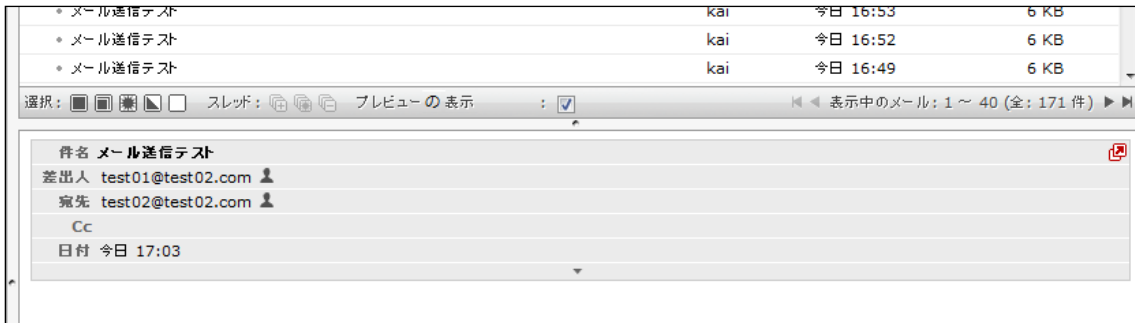 メール送信テスト kai 今日 16:53 6 KB
メール送信テスト kai 今日 16:52 6 KB
メール送信テスト kai 今日 16:49 6 KB
選択: スレッド: プレビューの表示 : 表示中のメール: 1 ～ 40 (全: 171 件)
件名 メール送信テスト
差出人 test01@test02.com
宛先 test02@test02.com
Cc
日付 今日 17:03